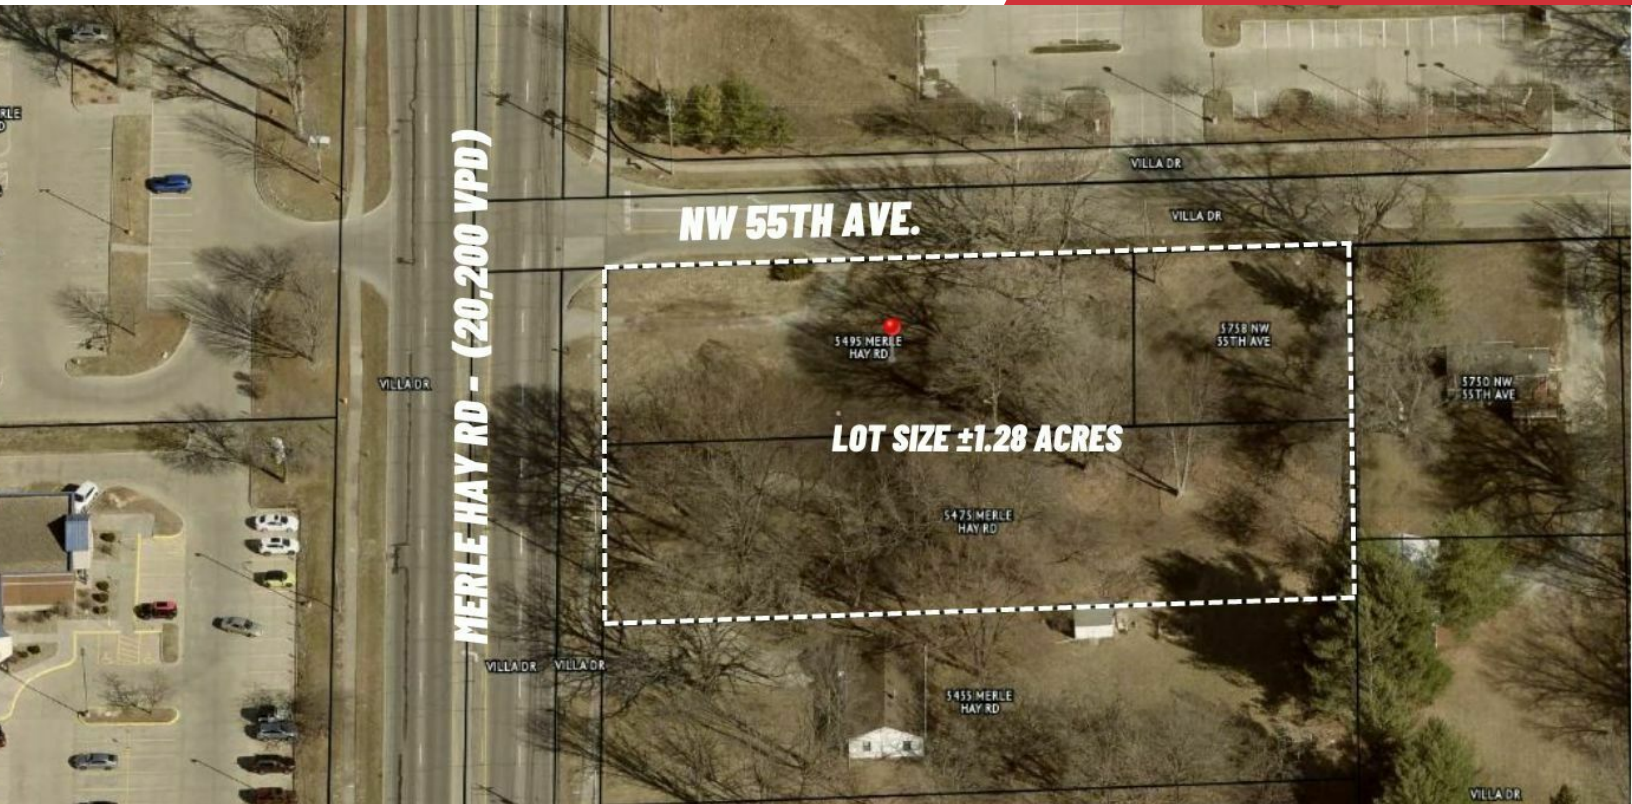 RLE
D
VILLA DR
VILLA DR
NW 55TH AVE.
MERLE HAY RD - (20,200 VPD)
5495 MERLE
HAY RD
5758 NW
55TH AVE
VILLA DR
5750 NW
55TH AVE
LOT SIZE ±1.28 ACRES
5475 MERLE
HAY RD
VILLA DR
VILLA DR
5455 MERLE
HAY RD
VILLA DR